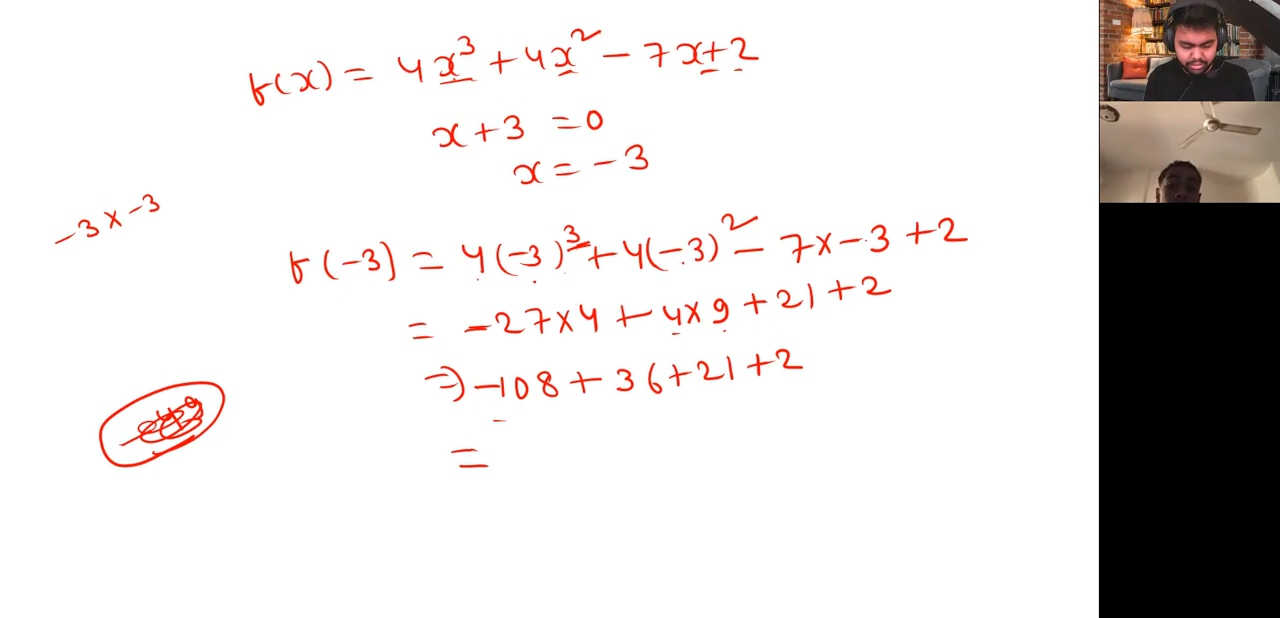 f(x) = 4x³ + 4x² - 7x + 2
x + 3 = 0
x = - 3
-3 x -3
f(-3) = 4(-3)³ + 4(-3)² - 7 x -3 + 2
= -27 x 4 + 4 x 9 + 21 + 2
⇒ -108 + 36 + 21 + 2
=